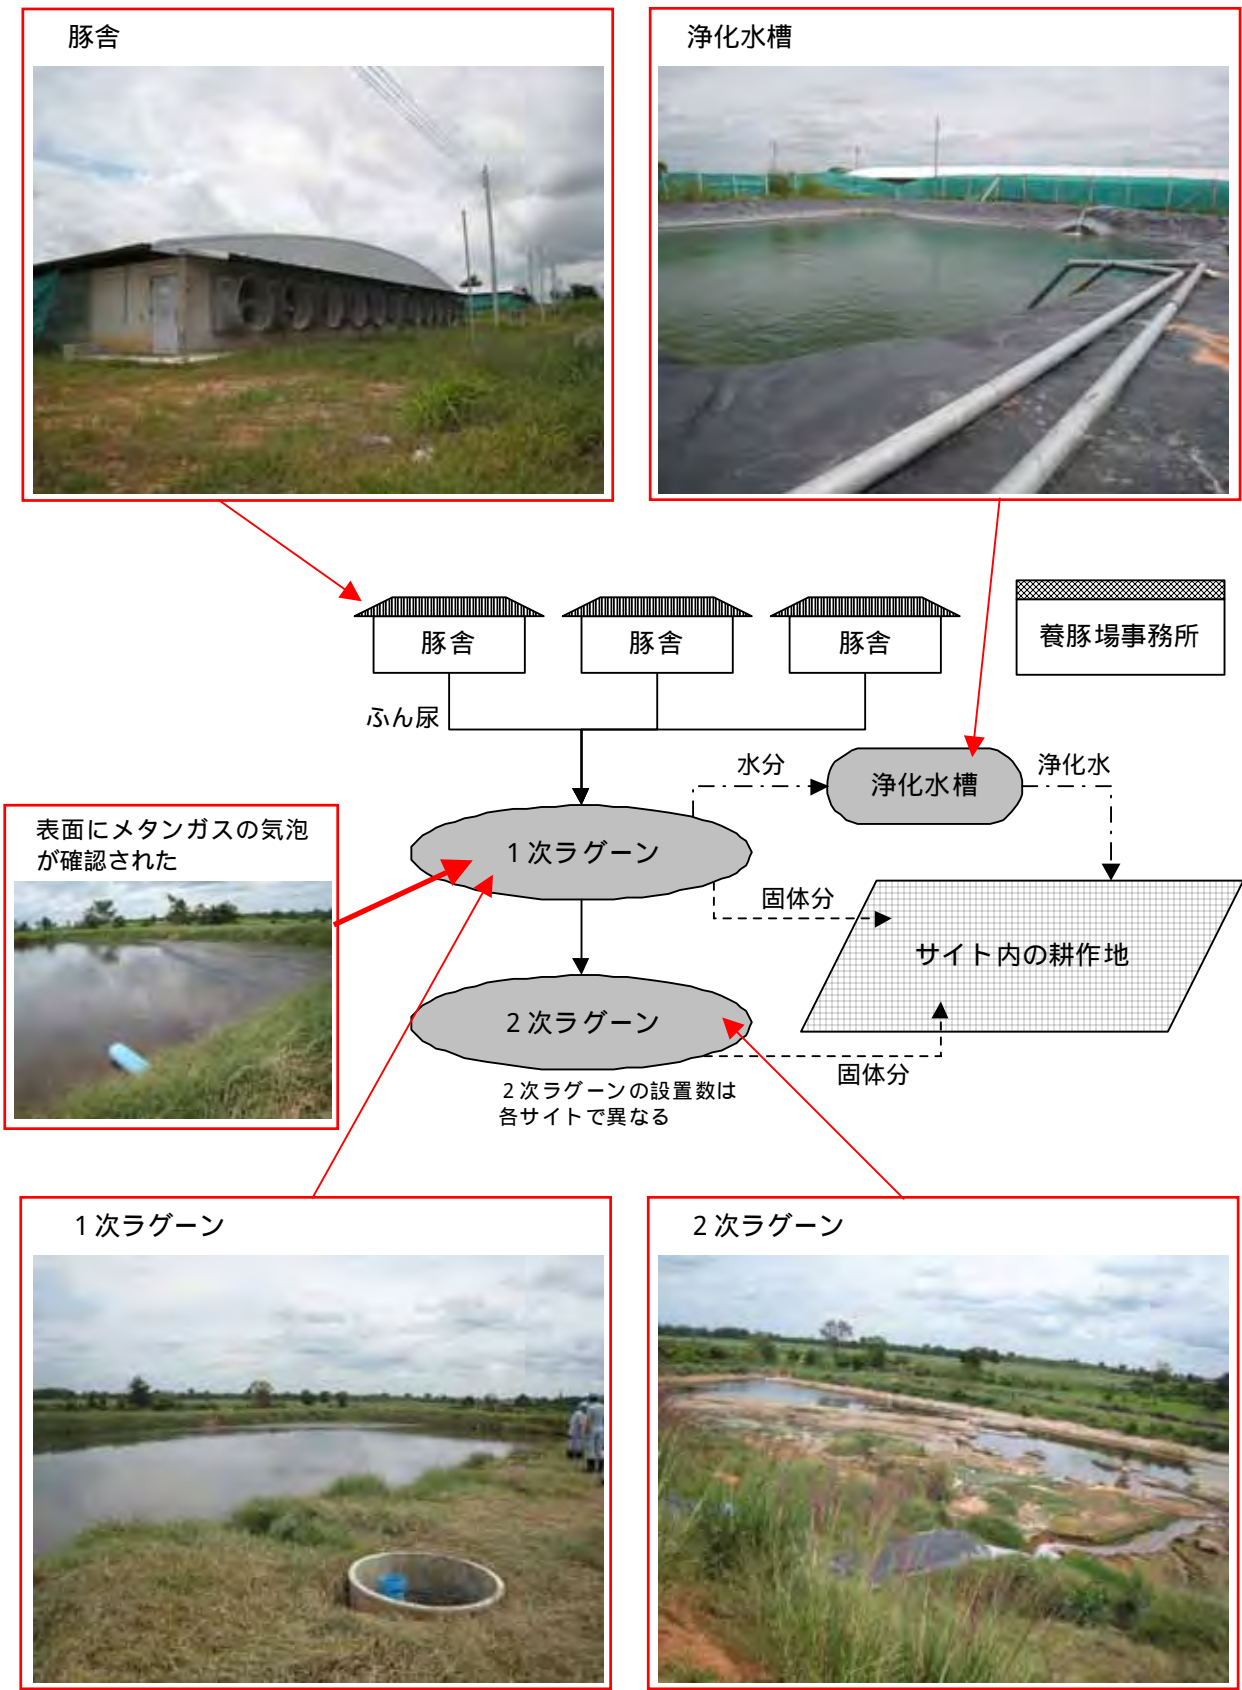 豚舎
浄化水槽
豚舎
豚舎
豚舎
養豚場事務所
ふん尿
水分
浄化水槽
浄化水
表面にメタンガスの気泡
が確認された
1次ラグーン
固体分
サイト内の耕作地
2次ラグーン
固体分
2次ラグーンの設置数は
各サイトで異なる
1次ラグーン
2次ラグーン